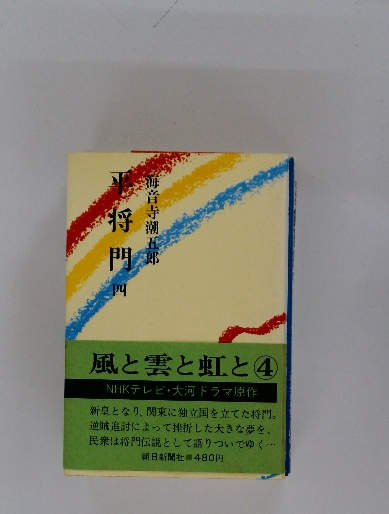 海音寺潮五郎
平将門 四
風と雲と虹と④
NHKテレビ・大河ドラマ原作
新皇となり、関東に独立国を立てた将門。
逆賊追討によって挫折した大きな夢を、
民衆は将門伝説として語りついでゆく…
朝日新聞社 480円